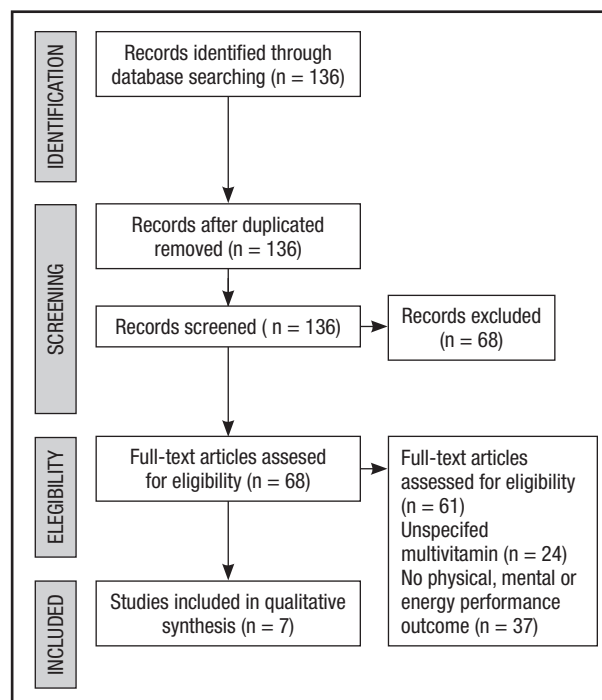 IDENTIFICATION
Records identified through
database searching (n = 136)
SCREENING
Records after duplicated
removed (n = 136)
Records screened ( n = 136)
Records excluded
(n = 68)
ELEGIBILITY
Full-text articles assesed
for eligibility (n = 68)
Full-text articles
assessed for eligibility
(n = 61)
Unspecifed
multivitamin (n = 24)
No physical, mental or
energy performance
outcome (n = 37)
INCLUDED
Studies included in qualitative
synthesis (n = 7)